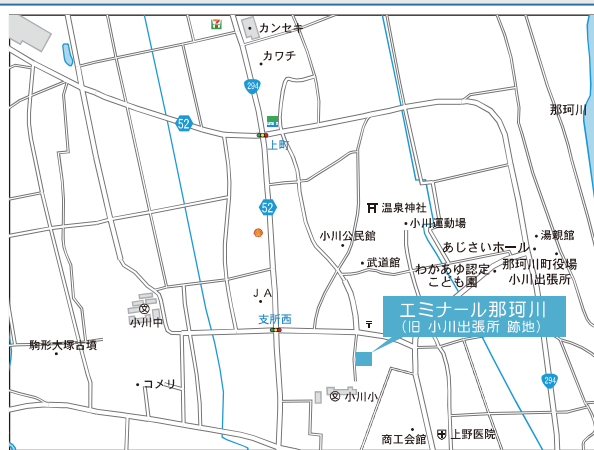 カンセキ
カワチ
294
那珂川
52
上町
52
温泉神社
小川運動場
小川公民館
湯親館
あじさいホール
武道館
わかあゆ認定
こども園
那珂川町役場
小川出張所
JA
エミナール那珂川
(旧 小川出張所 跡地)
小川中
支所西
駒形大塚古墳
コメリ
294
小川小
商工会館
上野医院